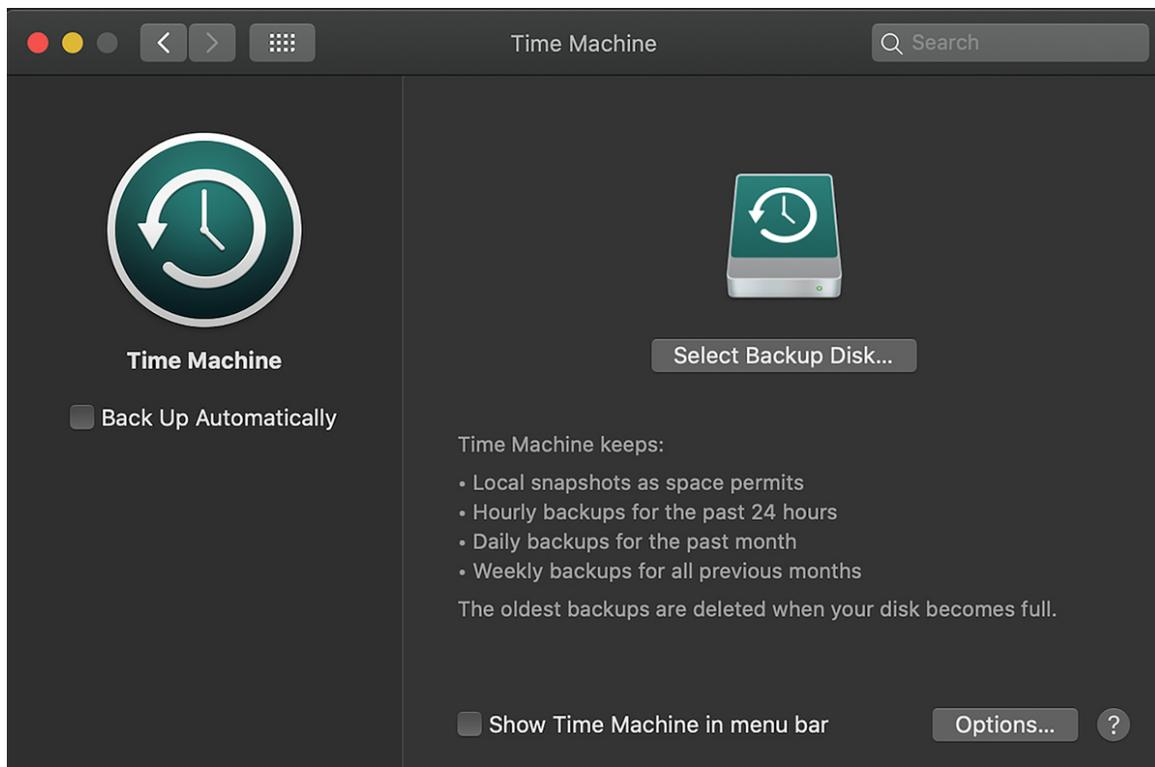 Time Machine
Search
Time Machine
Back Up Automatically
Select Backup Disk...
Time Machine keeps:
• Local snapshots as space permits
• Hourly backups for the past 24 hours
• Daily backups for the past month
• Weekly backups for all previous months
The oldest backups are deleted when your disk becomes full.
Show Time Machine in menu bar
Options...
?